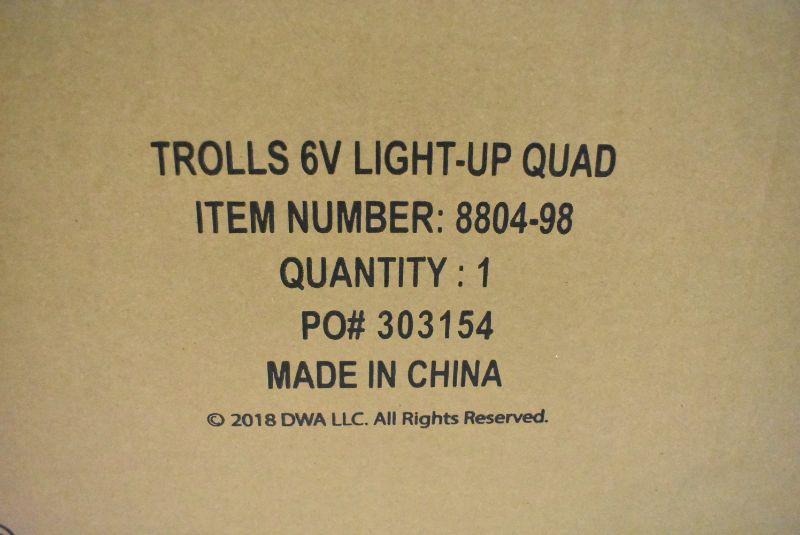 TROLLS 6V LIGHT-UP QUAD
ITEM NUMBER: 8804-98
QUANTITY : 1
PO# 303154
MADE IN CHINA
© 2018 DWA LLC. All Rights Reserved.